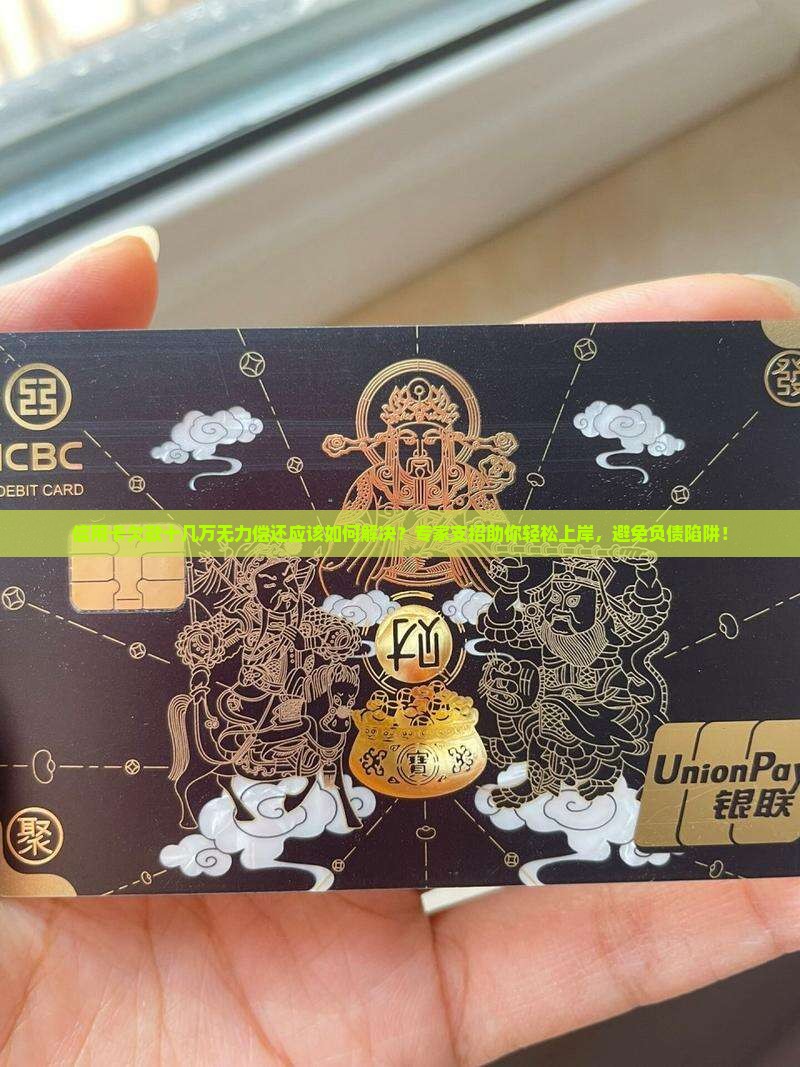 發
ICBC
DEBIT CARD
信用卡欠款十几万无力偿还应该如何解决？专家支招助你轻松上岸，避免负债陷阱！
财
寶
UnionPay
银联
聚